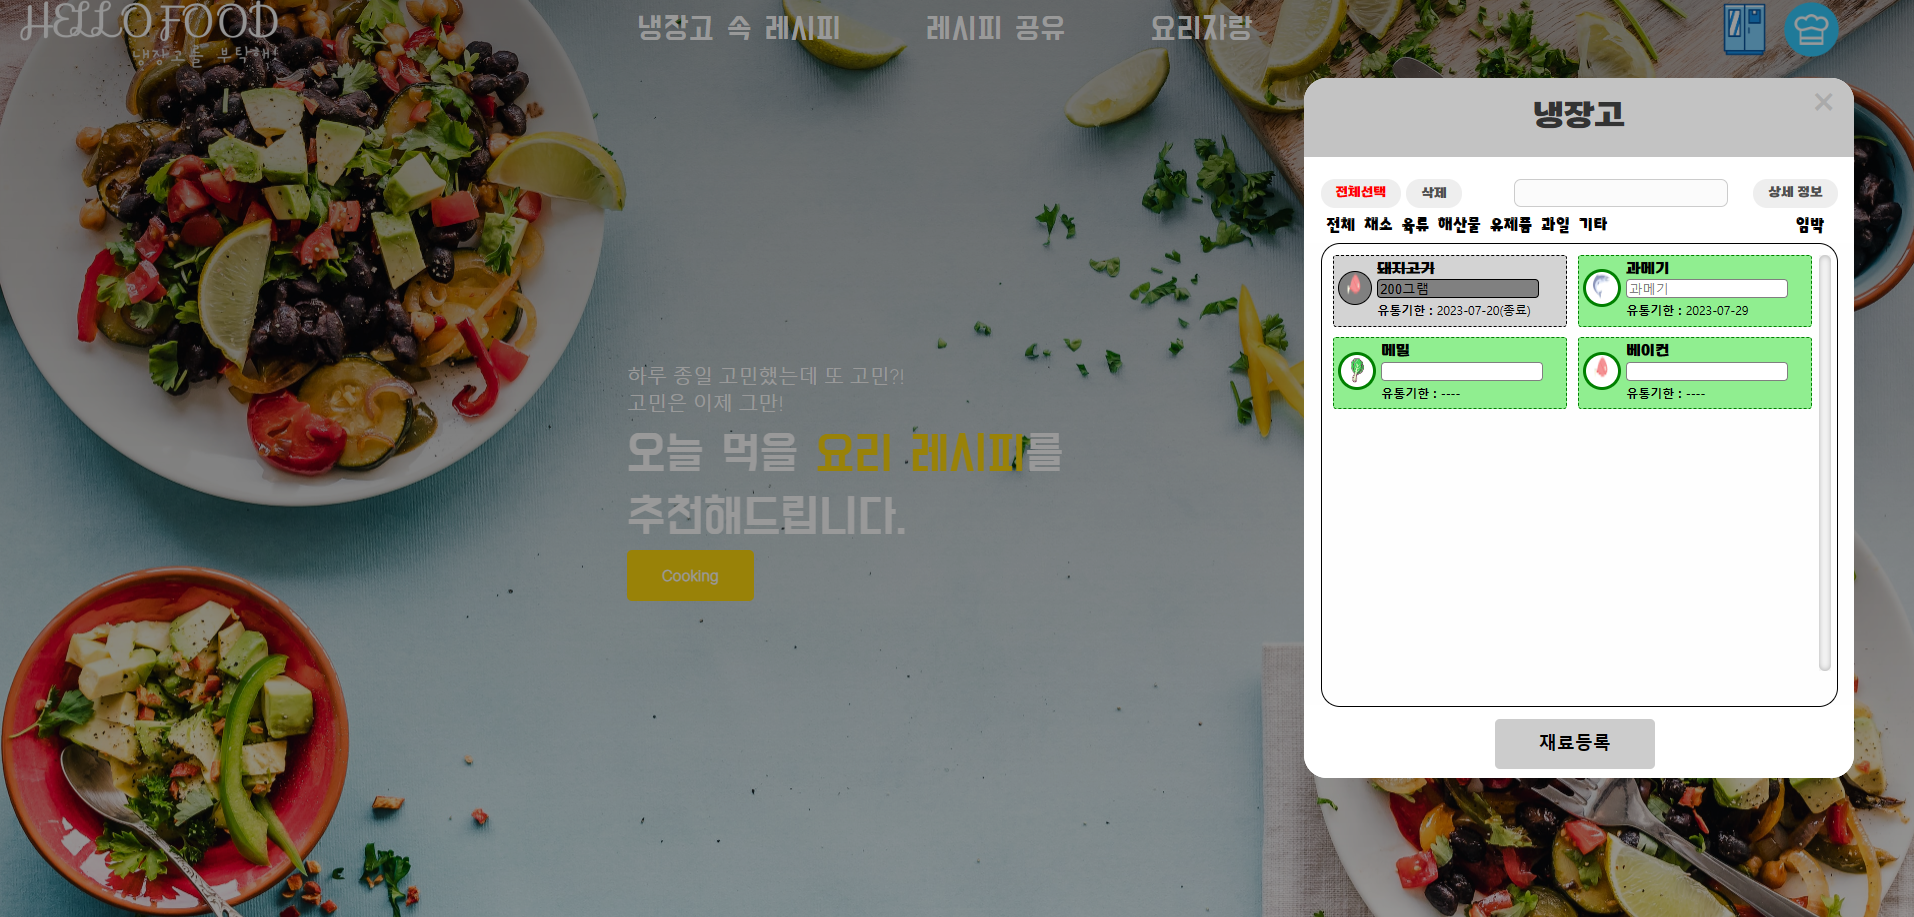 HELLO FOOD
냉장고를 부탁해!
냉장고 속 레시피 레시피 공유 요리자랑
하루 종일 고민했는데 또 고민?!
고민은 이제 그만!
오늘 먹을 요리 레시피를
추천해드립니다.
Cooking
냉장고
×
전체선택 삭제 상세 정보
전체 채소 육류 해산물 유제품 과일 기타 임박
돼지고기
200그램
유통기한 : 2023-07-20(종료)
과메기
과메기
유통기한 : 2023-07-29
메밀
유통기한 : ----
베이컨
유통기한 : ----
재료등록